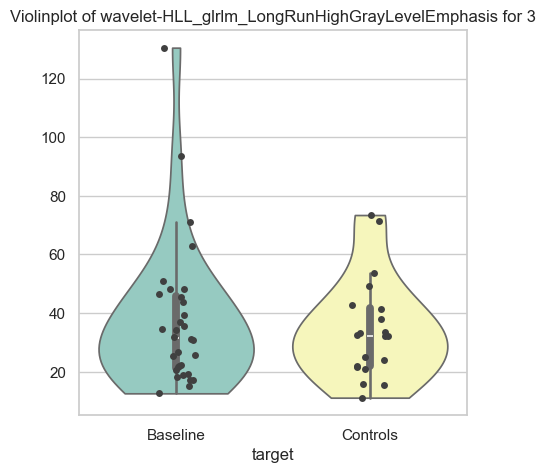 Violinplot of wavelet-HLL_glrlm_LongRunHighGrayLevelEmphasis for 3
120
100
80
60
40
20
Baseline Controls
target